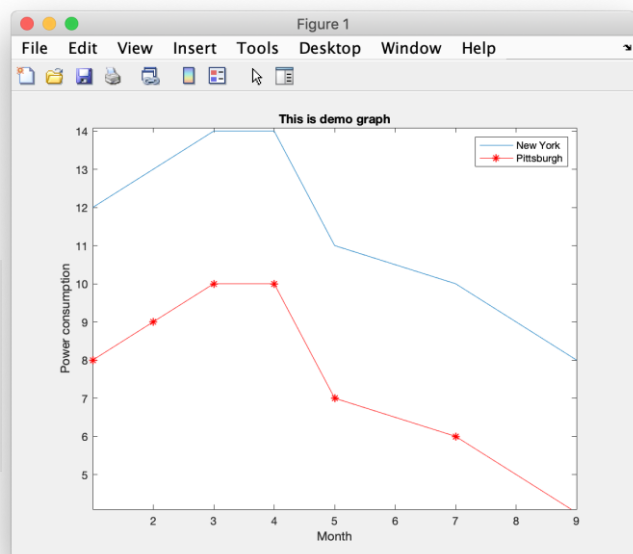 Figure 1
File Edit View Insert Tools Desktop Window Help
This is demo graph
New York
Pittsburgh
Power consumption
14
13
12
11
10
9
8
7
6
5
2 3 4 5 6 7 8 9
Month